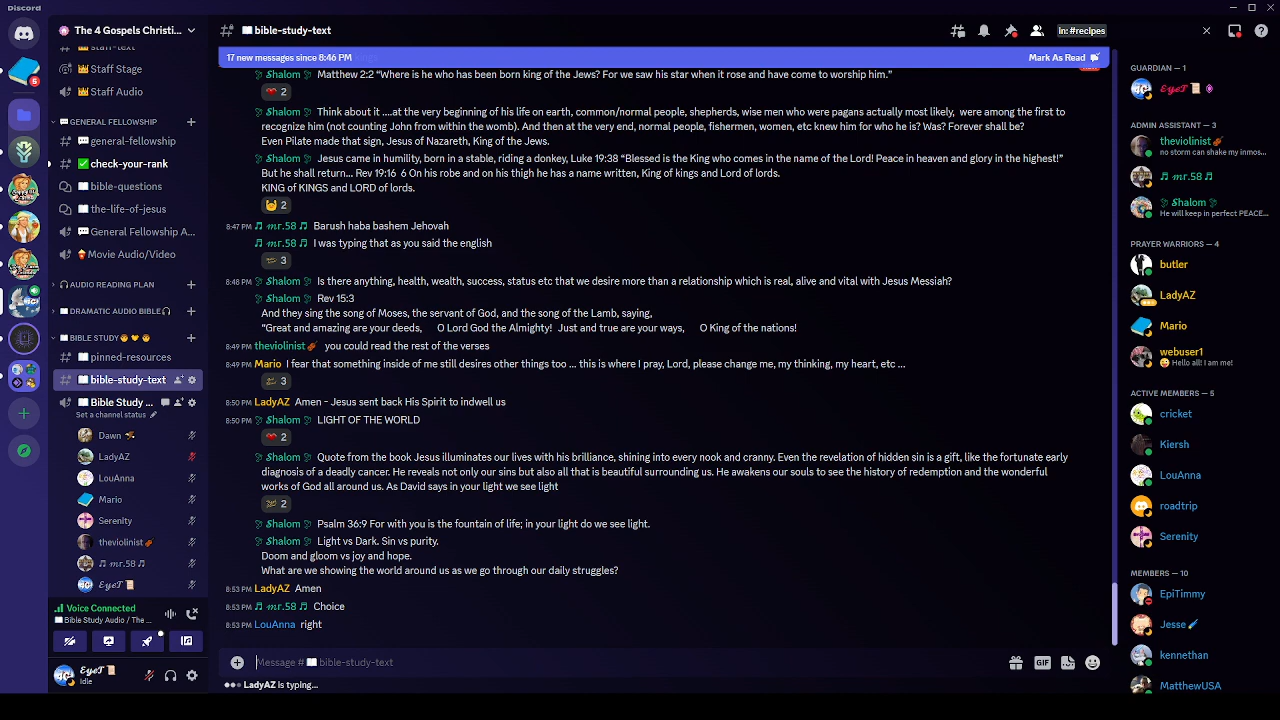 Discord
The 4 Gospels Christi...
staff-text
Staff Stage
Staff Audio
GENERAL FELLOWSHIP
general-fellowship
check-your-rank
bible-questions
the-life-of-jesus
General Fellowship A...
Movie Audio/Video
AUDIO READING PLAN
DRAMATIC AUDIO BIBLE
BIBLE STUDY
pinned-resources
bible-study-text
Bible Study ...
Set a channel status
Dawn
LadyAZ
LouAnna
Mario
Serenity
theviolinist
♫ 𝓂𝓇.58 ♫
𝓔𝔂𝓮𝓣
Voice Connected
Bible Study Audio / The ...
𝓔𝔂𝓮𝓣
Idle
5
bible-study-text
In: #recipes
17 new messages since 8:46 PM
Mark As Read
Shalom Matthew 2:2 “Where is he who has been born king of the Jews? For we saw his star when it rose and have come to worship him.”
2
Shalom Think about it ....at the very beginning of his life on earth, common/normal people, shepherds, wise men who were pagans actually most likely, were among the first to
recognize him (not counting John from within the womb). And then at the very end, normal people, fishermen, women, etc knew him for who he is? Was? Forever shall be?
Even Pilate made that sign, Jesus of Nazareth, King of the Jews.
Shalom Jesus came in humility, born in a stable, riding a donkey, Luke 19:38 “Blessed is the King who comes in the name of the Lord! Peace in heaven and glory in the highest!”
But he shall return... Rev 19:16 6 On his robe and on his thigh he has a name written, King of kings and Lord of lords.
KING of KINGS and LORD of lords.
2
8:47 PM ♫ 𝓂𝓇.58 ♫ Barush haba bashem Jehovah
♫ 𝓂𝓇.58 ♫ I was typing that as you said the english
3
8:48 PM Shalom Is there anything, health, wealth, success, status etc that we desire more than a relationship which is real, alive and vital with Jesus Messiah?
Shalom Rev 15:3
And they sing the song of Moses, the servant of God, and the song of the Lamb, saying,
“Great and amazing are your deeds, O Lord God the Almighty! Just and true are your ways, O King of the nations!
8:49 PM theviolinist you could read the rest of the verses
8:49 PM Mario I fear that something inside of me still desires other things too ... this is where I pray, Lord, please change me, my thinking, my heart, etc ...
3
8:50 PM LadyAZ Amen - Jesus sent back His Spirit to indwell us
8:50 PM Shalom LIGHT OF THE WORLD
2
Shalom Quote from the book Jesus illuminates our lives with his brilliance, shining into every nook and cranny. Even the revelation of hidden sin is a gift, like the fortunate early
diagnosis of a deadly cancer. He reveals not only our sins but also all that is beautiful surrounding us. He awakens our souls to see the history of redemption and the wonderful
works of God all around us. As David says in your light we see light
2
Shalom Psalm 36:9 For with you is the fountain of life; in your light do we see light.
Shalom Light vs Dark. Sin vs purity,
Doom and gloom vs joy and hope.
What are we showing the world around us as we go through our daily struggles?
8:53 PM LadyAZ Amen
8:53 PM ♫ 𝓂𝓇.58 ♫ Choice
8:53 PM LouAnna right
Message # bible-study-text
GIF
LadyAZ is typing...
GUARDIAN — 1
𝓔𝔂𝓮𝓣
ADMIN ASSISTANT — 3
theviolinist
no storm can shake my inmos...
♫ 𝓂𝓇.58 ♫
Shalom
He will keep in perfect PEACE...
PRAYER WARRIORS — 4
butler
LadyAZ
Mario
webuser1
Hello all! I am me!
ACTIVE MEMBERS — 5
cricket
Kiersh
LouAnna
roadtrip
Serenity
MEMBERS — 10
EpiTimmy
Jesse
kennethan
MatthewUSA